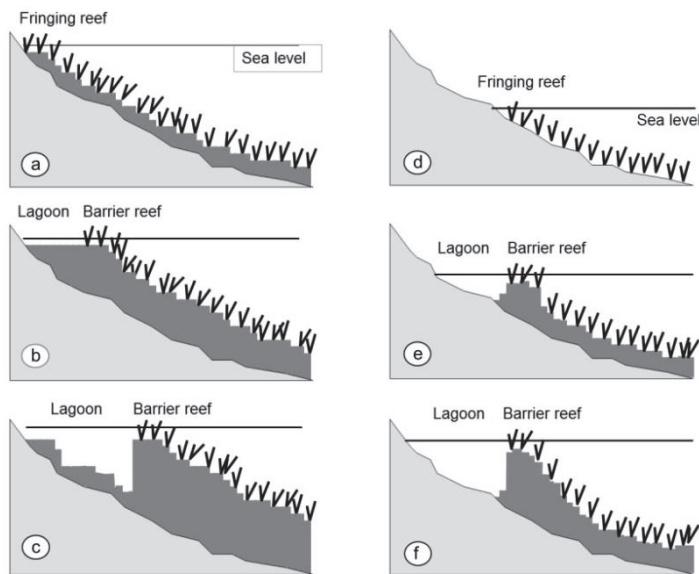 Fringing reef
Sea level
a
Lagoon Barrier reef
b
Lagoon Barrier reef
c
Fringing reef
Sea level
d
Lagoon Barrier reef
e
Lagoon Barrier reef
f